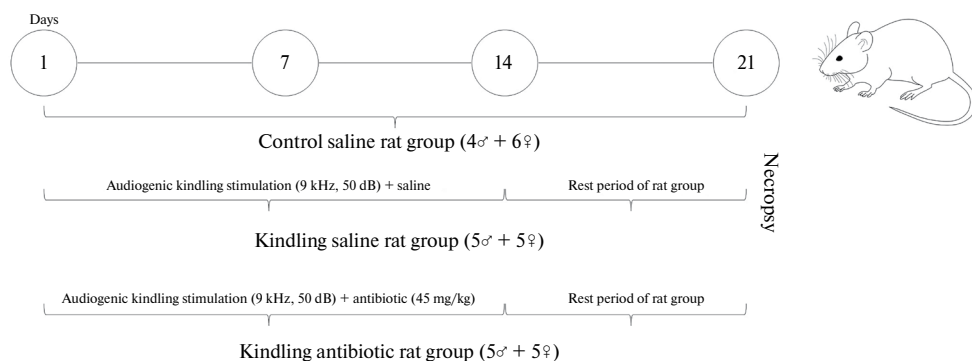 Days
1
7
14
21
Control saline rat group (4♂ + 6♀)
Necropsy
Audiogenic kindling stimulation (9 kHz, 50 dB) + saline
Rest period of rat group
Kindling saline rat group (5♂ + 5♀)
Audiogenic kindling stimulation (9 kHz, 50 dB) + antibiotic (45 mg/kg)
Rest period of rat group
Kindling antibiotic rat group (5♂ + 5♀)